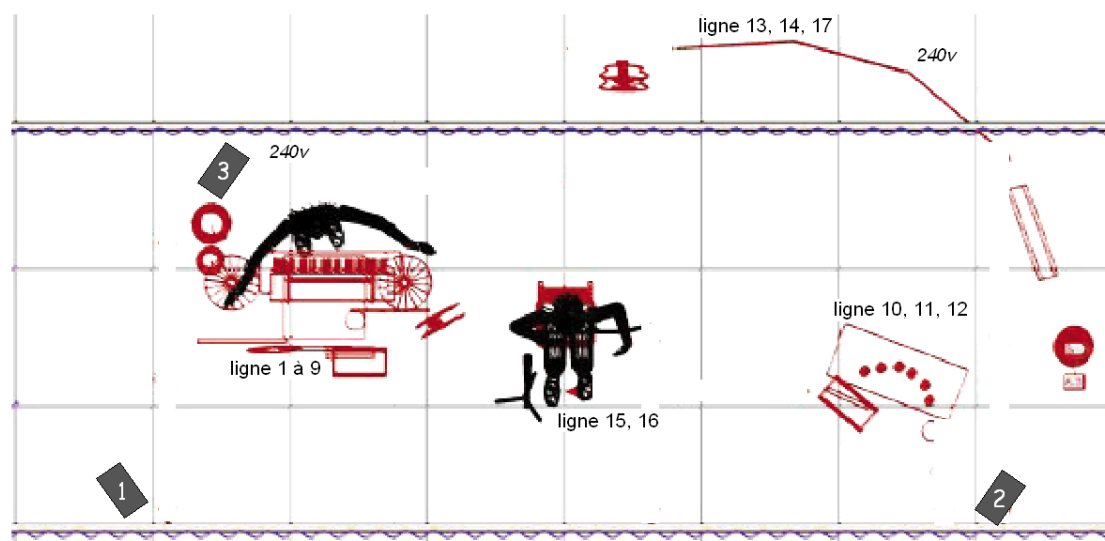 ligne 13, 14, 17
240v
3
240v
ligne 10, 11, 12
ligne 1 à 9
ligne 15, 16
1
2